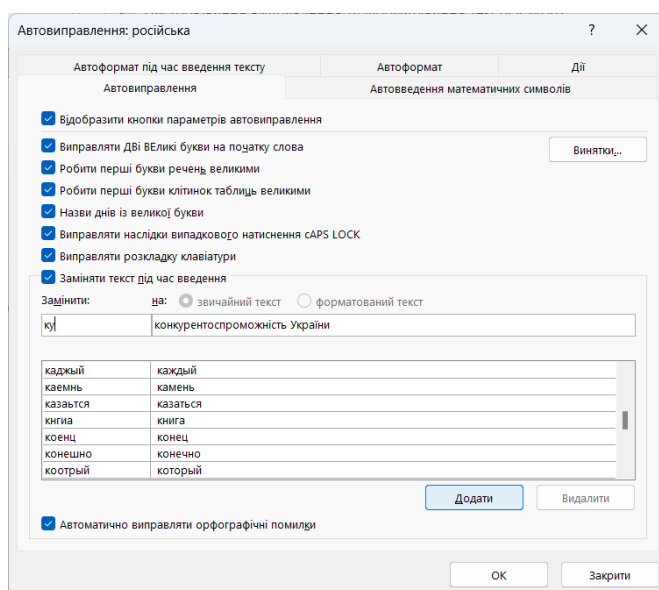 Автовиправлення: російська ? ×
Автоформат під час введення тексту Автоформат Дії
Автовиправлення Автовведення математичних символів
Відобразити кнопки параметрів автовиправлення
Виправляти ДВі ВЕликі букви на початку слова Винятки...
Робити перші букви речень великими
Робити перші букви клітинок таблиць великими
Назви днів із великої букви
Виправляти наслідки випадкового натиснення cAPS LOCK
Виправляти розкладку клавіатури
Заміняти текст під час введення
Замінити: на: звичайний текст форматований текст
ку конкурентоспроможність України
каджый каждый
каемнь камень
казаьтся казаться
кнгиа книга
коенц конец
конешно конечно
коотрый который
Додати Видалити
Автоматично виправляти орфографічні помилки
ОК Закрити